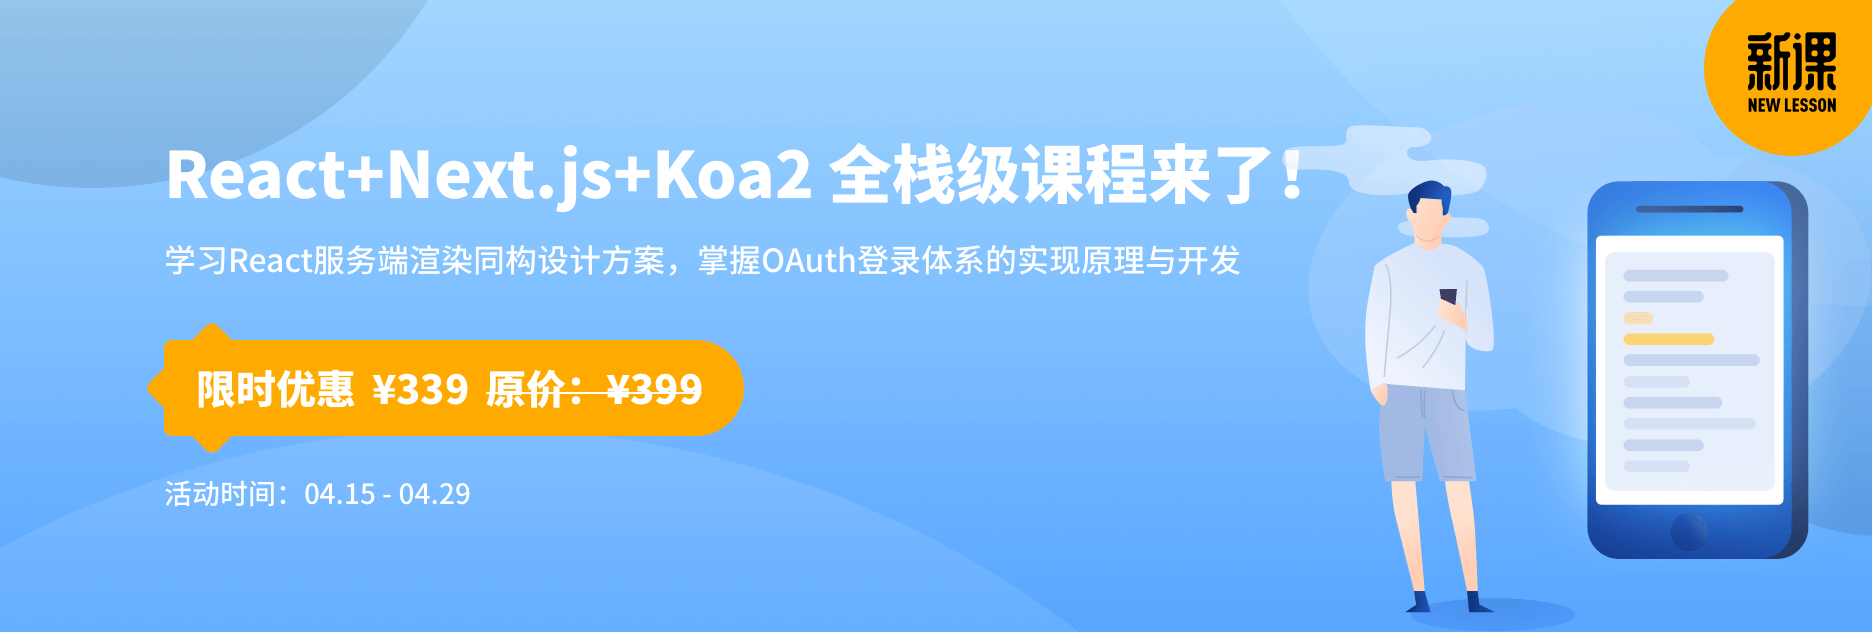 新课
NEW LESSON
React+Next.js+Koa2 全栈级课程来了！
学习React服务端渲染同构设计方案，掌握OAuth登录体系的实现原理与开发
限时优惠 ¥339 原价：¥399
活动时间：04.15 - 04.29